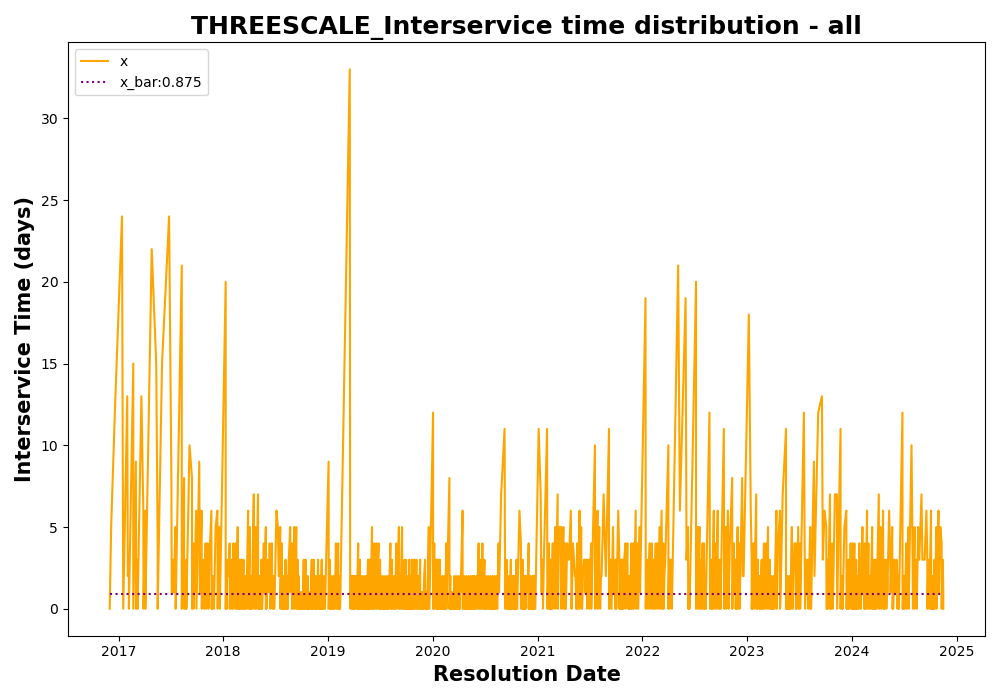 THREESCALE_Interservice time distribution - all
x
x_bar:0.875
Interservice Time (days)
30
25
20
15
10
5
0
2017 2018 2019 2020 2021 2022 2023 2024 2025
Resolution Date